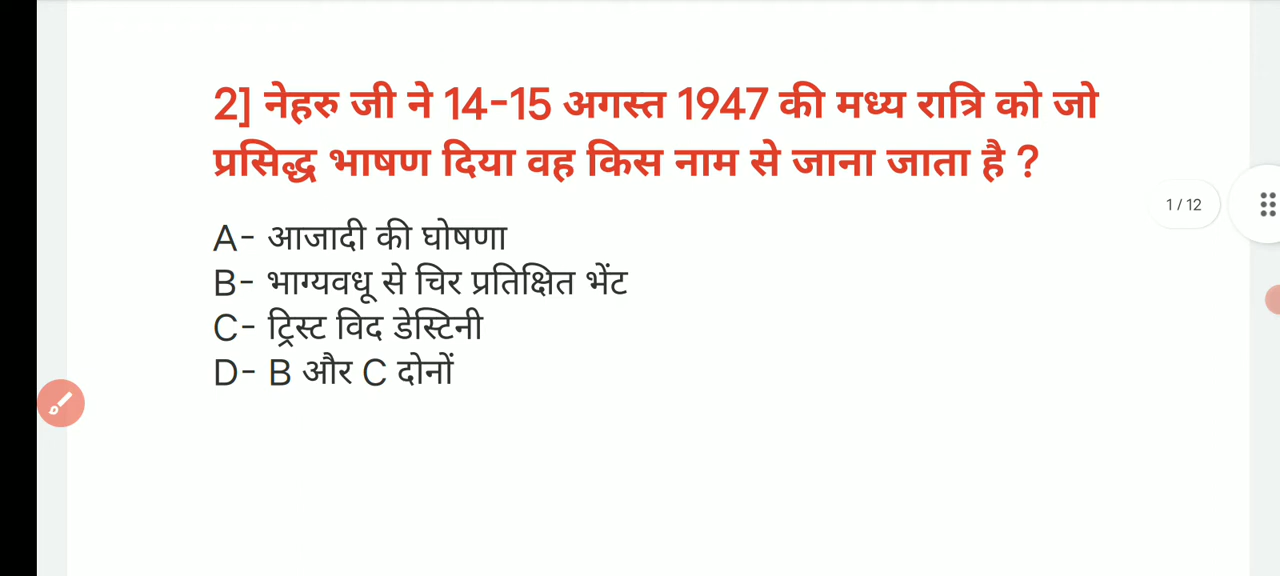 2] नेहरु जी ने 14-15 अगस्त 1947 की मध्य रात्रि को जो
प्रसिद्ध भाषण दिया वह किस नाम से जाना जाता है ?
1 / 12
A- आजादी की घोषणा
B- भाग्यवधू से चिर प्रतिक्षित भेंट
C- ट्रिस्ट विद डेस्टिनी
D- B और C दोनों